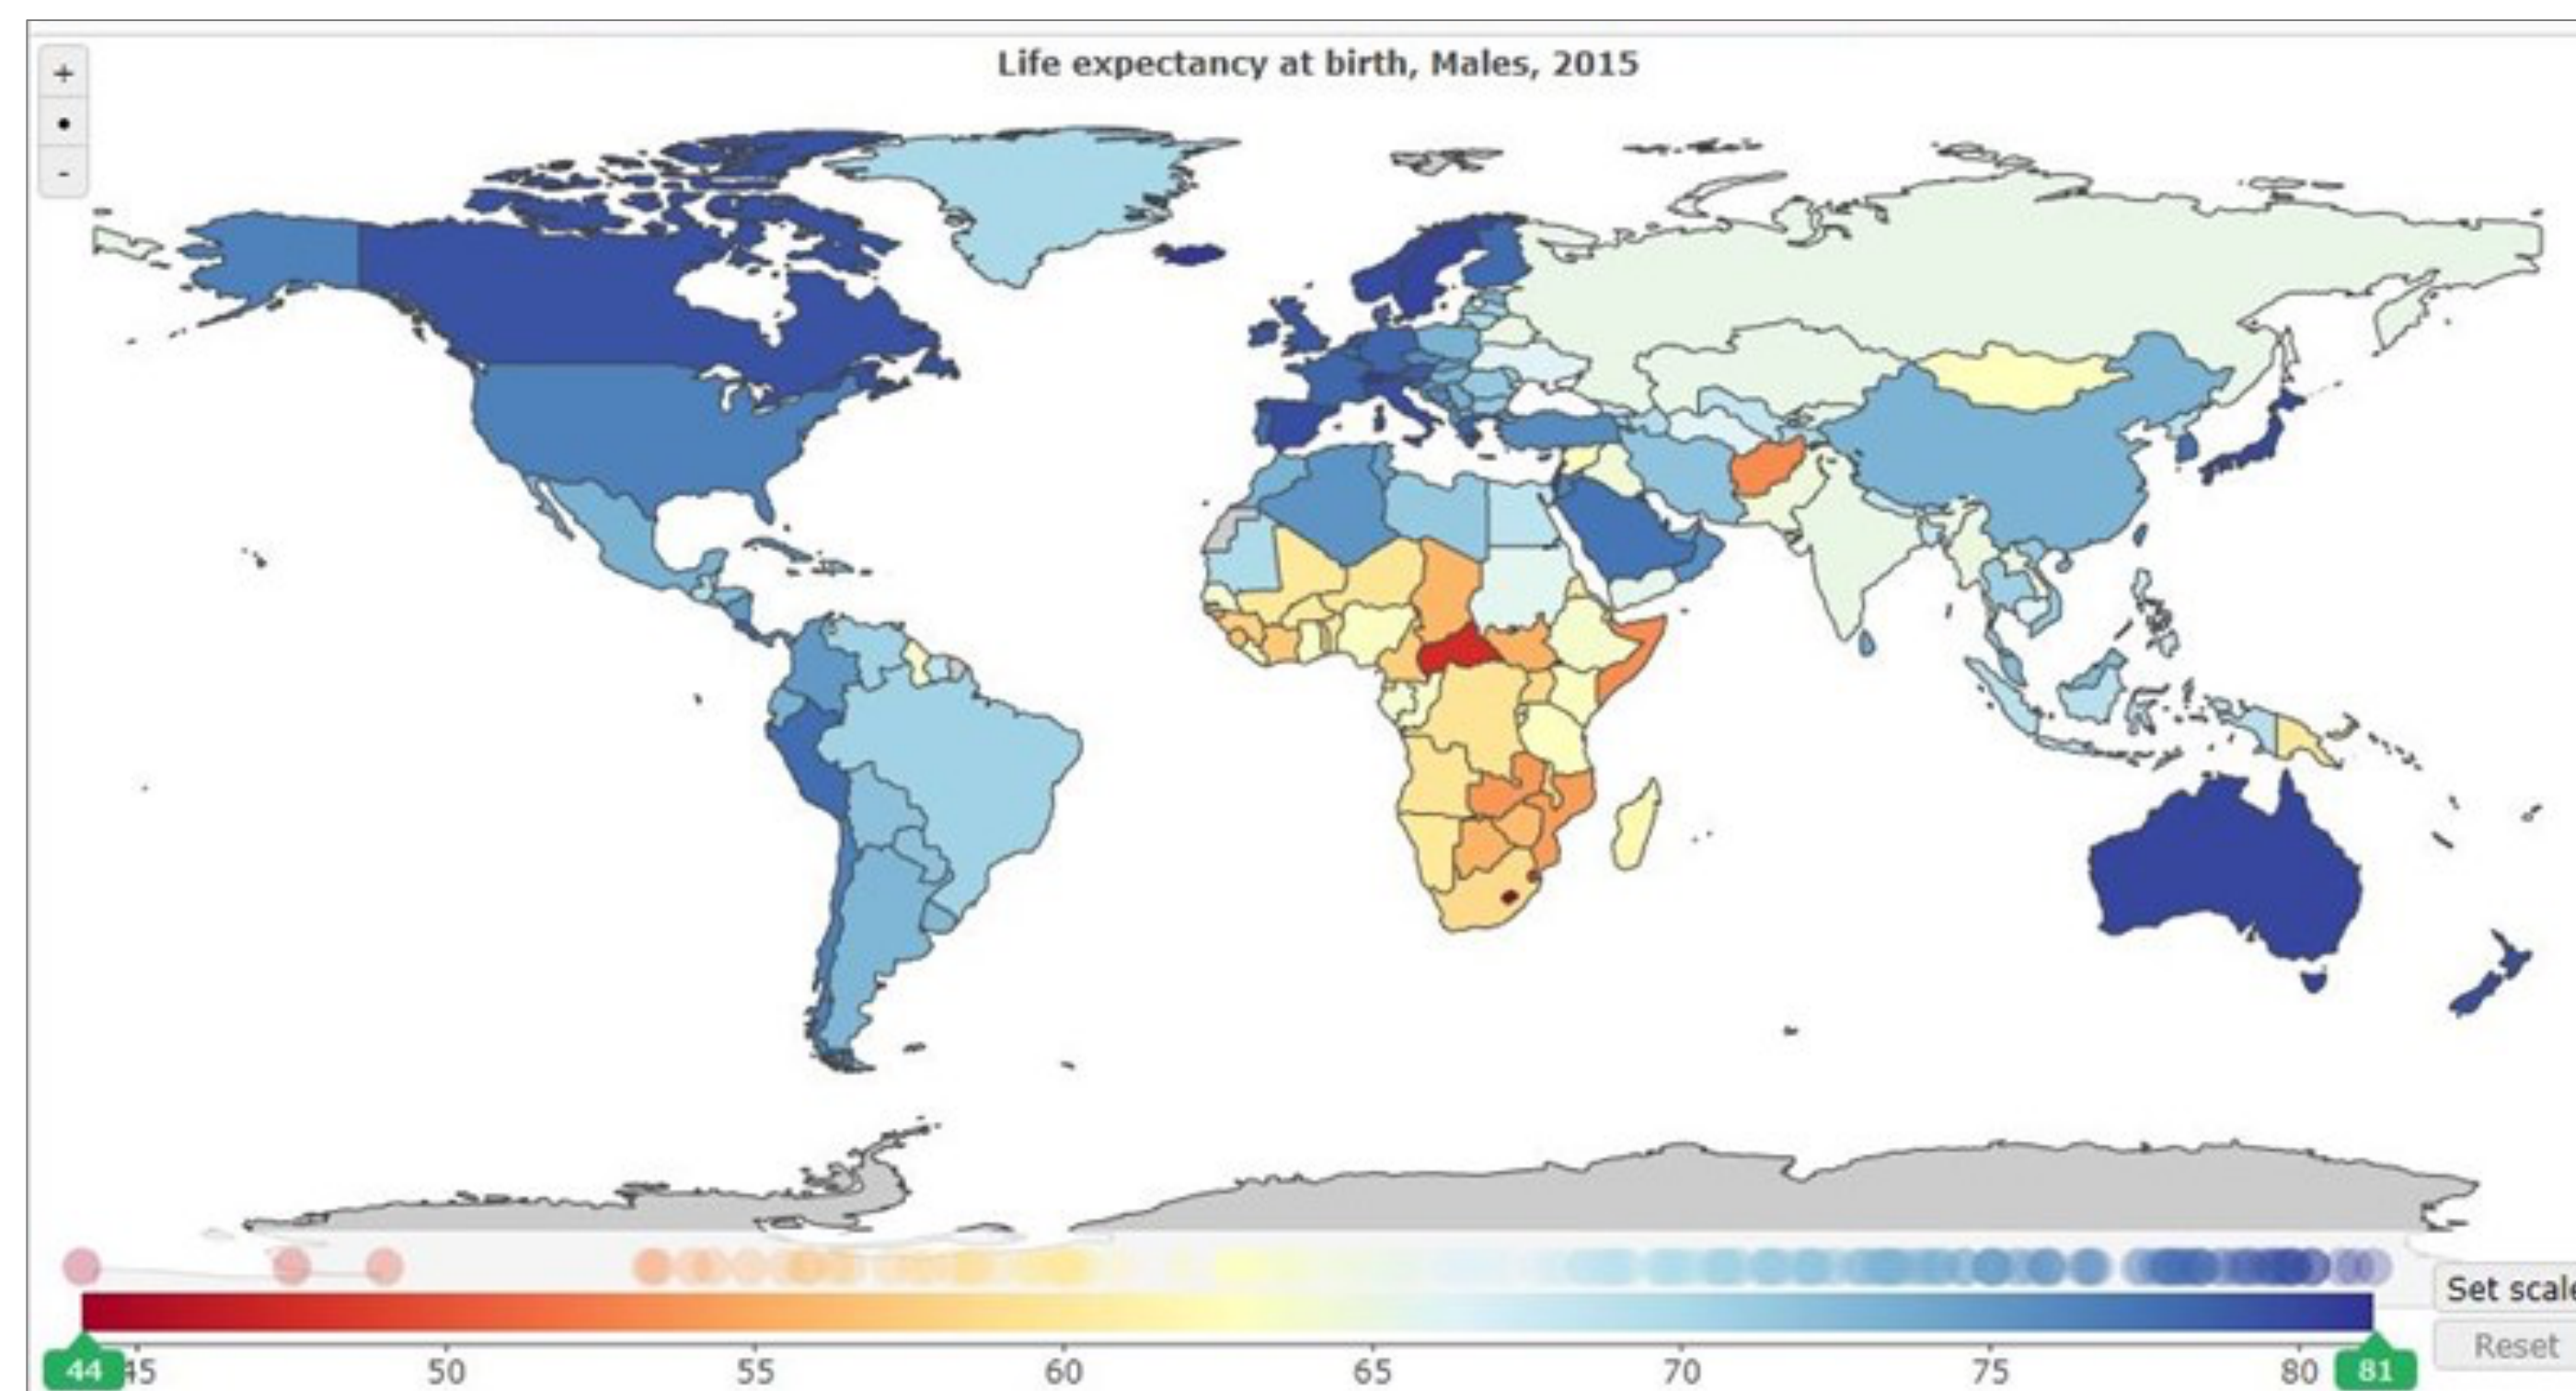 +
Life expectancy at birth, Males, 2015
•
-
Set scale
Reset
44 45 50 55 60 65 70 75 80 81